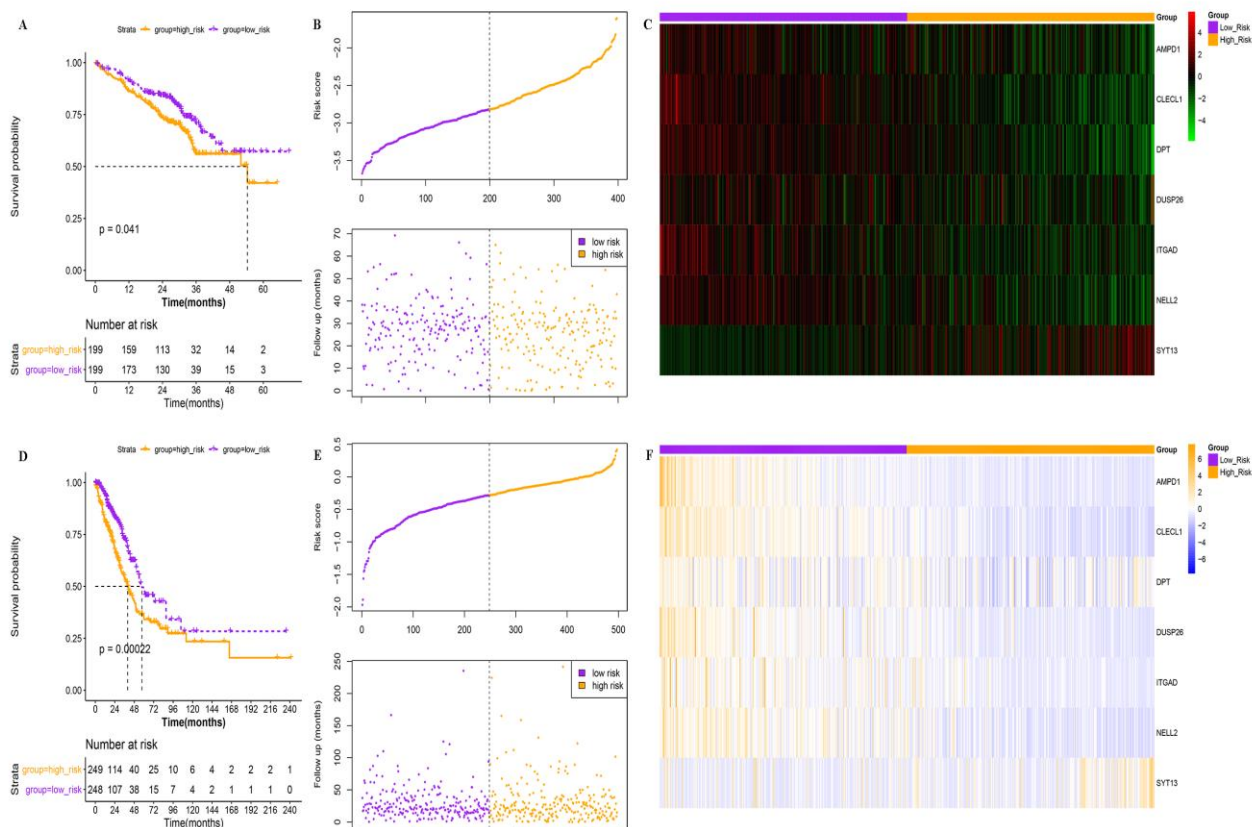 A
Strata group=high_risk group=low_risk
Survival probability
1.00
0.75
0.50
0.25
0.00
p = 0.041
0 12 24 36 48 60
Time(months)
Number at risk
Strata
group=high_risk 199 159 113 32 14 2
group=low_risk 199 173 130 39 15 3
0 12 24 36 48 60
Time(months)
B
Risk score
-2.0
-2.5
-3.0
-3.5
0 100 200 300 400
Follow up (months)
70
60
50
40
30
20
10
0
low risk
high risk
C
Group
AMPD1
CLECL1
DPT
DUSP26
ITGAD
NELL2
SYT13
4
2
0
-2
-4
Group
Low_Risk
High_Risk
D
Strata group=high_risk group=low_risk
Survival probability
1.00
0.75
0.50
0.25
0.00
p = 0.00022
0 24 48 72 96 120 144 168 192 216 240
Time(months)
Number at risk
Strata
group=high_risk 249 114 40 25 10 6 4 2 2 2 1
group=low_risk 248 107 38 15 7 4 2 1 1 1 0
0 24 48 72 96 120 144 168 192 216 240
Time(months)
E
Risk score
0.5
0.0
-0.5
-1.0
-1.5
-2.0
0 100 200 300 400 500
Follow up (months)
250
200
150
100
50
0
low risk
high risk
F
Group
AMPD1
CLECL1
DPT
DUSP26
ITGAD
NELL2
SYT13
6
4
2
0
-2
-4
-6
Group
Low_Risk
High_Risk